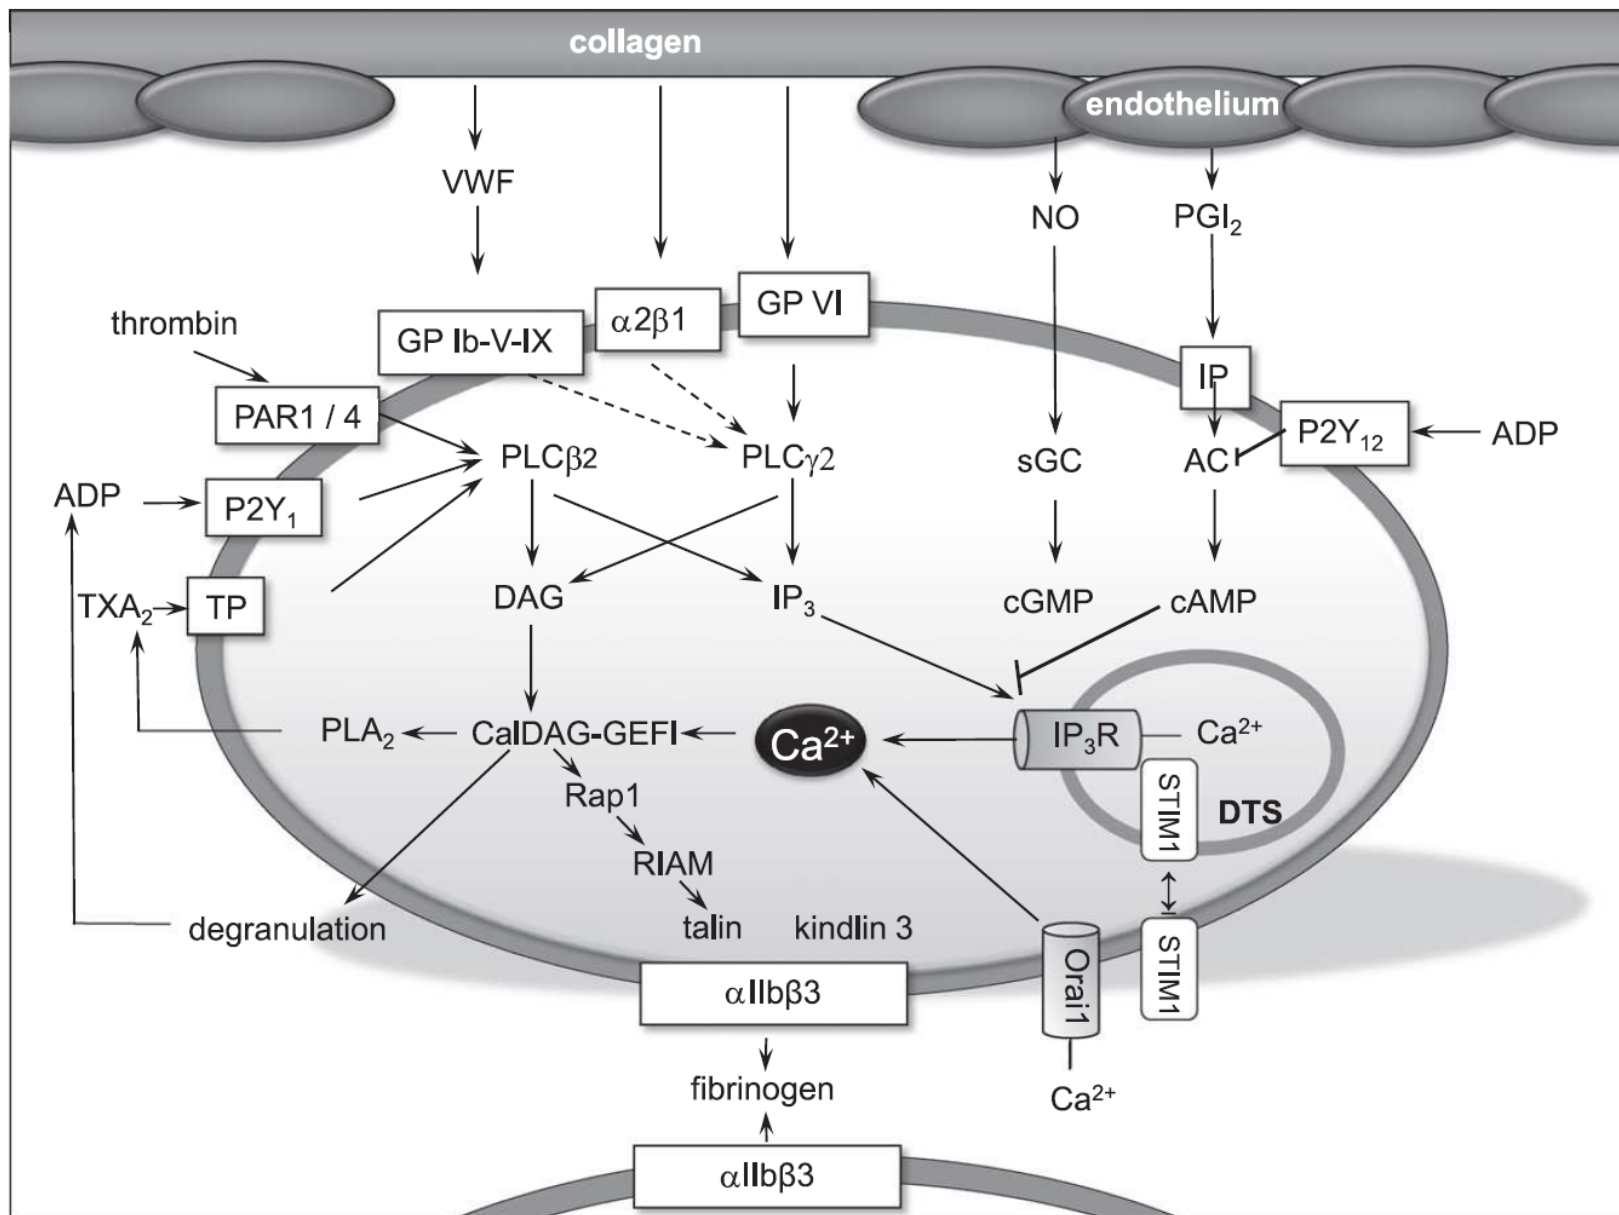 collagen
endothelium
VWF
NO
PGI₂
GP VI
α2β1
thrombin
GP Ib-V-IX
IP
PAR1 / 4
P2Y₁₂
ADP
PLCβ2
PLCγ2
sGC
AC
ADP
P2Y₁
TXA₂
TP
DAG
IP₃
cGMP
cAMP
PLA₂
CalDAG-GEFI
Ca²⁺
IP₃R
Ca²⁺
Rap1
STIM1
DTS
RIAM
degranulation
talin
kindlin 3
Orai1
STIM1
αIIbβ3
fibrinogen
Ca²⁺
αIIbβ3